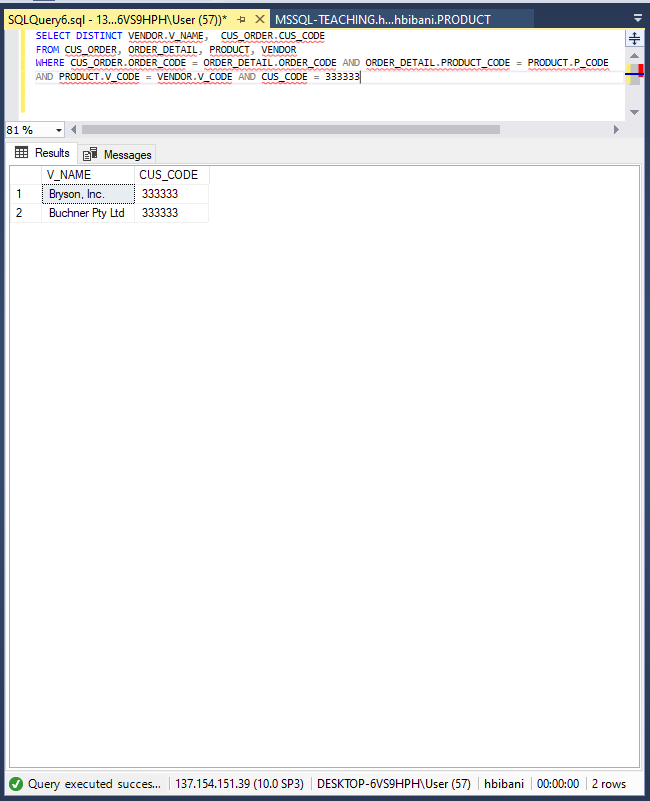 SQLQuery6.sql - 13...6VS9HPH\User (57))* MSSQL-TEACHING.h...hbibani.PRODUCT
SELECT DISTINCT VENDOR.V_NAME, CUS_ORDER.CUS_CODE
FROM CUS_ORDER, ORDER_DETAIL, PRODUCT, VENDOR
WHERE CUS_ORDER.ORDER_CODE = ORDER_DETAIL.ORDER_CODE AND ORDER_DETAIL.PRODUCT_CODE = PRODUCT.P_CODE
AND PRODUCT.V_CODE = VENDOR.V_CODE AND CUS_CODE = 333333
81 %
Results Messages
V_NAME CUS_CODE
1 Bryson, Inc. 333333
2 Buchner Pty Ltd 333333
Query executed succes... 137.154.151.39 (10.0 SP3) DESKTOP-6VS9HPH\User (57) hbibani 00:00:00 2 rows